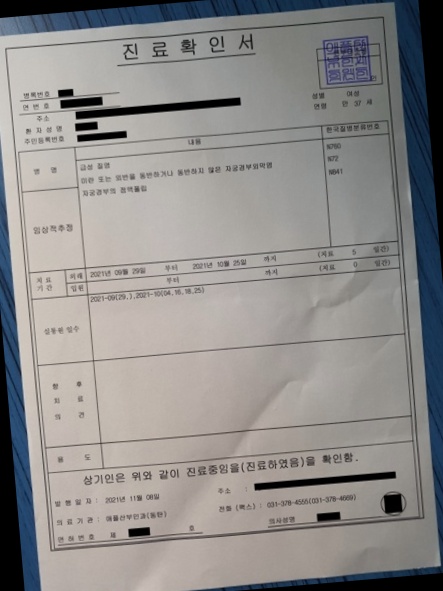 진료확인서
병록번호
연번호
주소
환자성명
주민등록번호
성별 여성
연령 만 37 세
내용
한국질병분류번호
병명
급성 질염
N760
미란 또는 외번을 동반하거나 동반하지 않은 자궁경부의염증
N72
자궁경부의 점액폴립
N841
임상적추정
치료기간
외래 2021년 09월 29일 부터 2021년 10월 25일 까지 (치료 5 일간)
입원 부터 까지 (치료 0 일간)
실통원일수
2021-09(29,),2021-10(04,16,18,25)
향후치료의견
용도
상기인은 위와 같이 진료중임을(진료하였음)을 확인함.
발행일자: 2021년 11월 08일
주소 :
의료기관: 애플산부인과(동탄)
전화 (팩스) : 031-378-4555(031-378-4669)
면허번호 제 호
의사성명